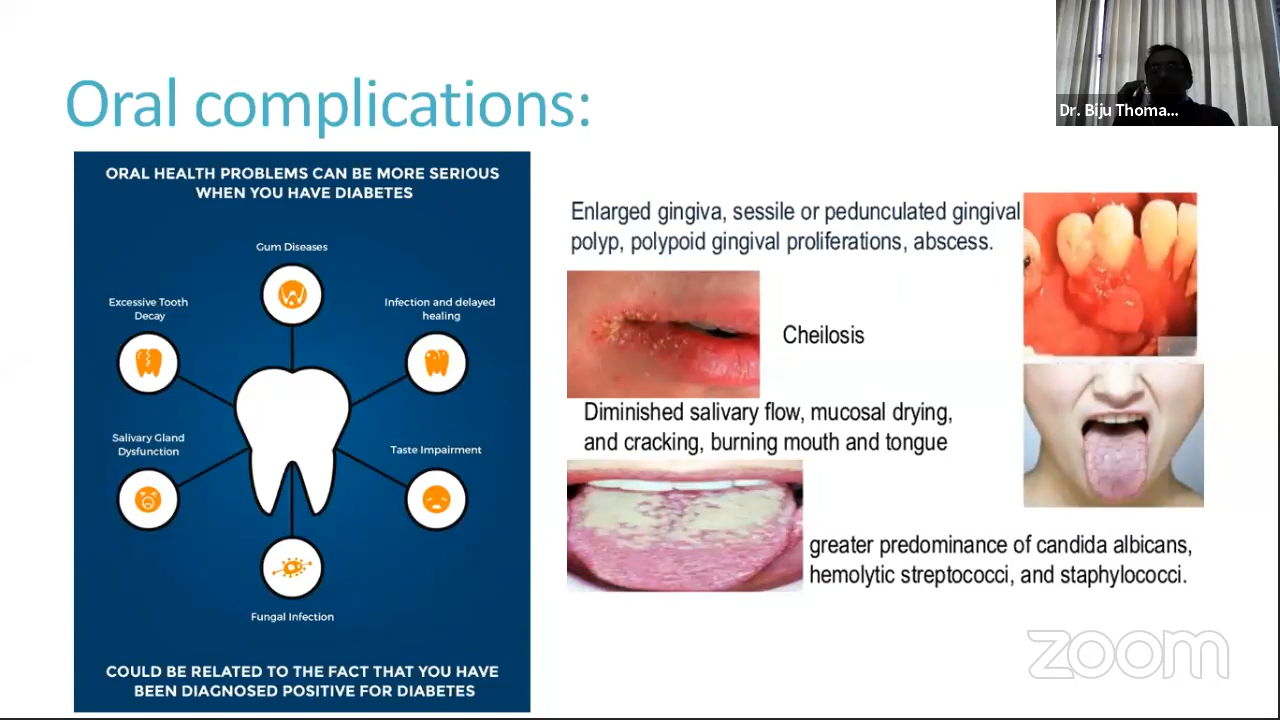 Oral complications:
Dr. Biju Thoma...
ORAL HEALTH PROBLEMS CAN BE MORE SERIOUS
WHEN YOU HAVE DIABETES
Gum Diseases
Excessive Tooth
Decay
Infection and delayed
healing
Salivary Gland
Dysfunction
Taste Impairment
Fungal Infection
COULD BE RELATED TO THE FACT THAT YOU HAVE
BEEN DIAGNOSED POSITIVE FOR DIABETES
Enlarged gingiva, sessile or pedunculated gingival
polyp, polypoid gingival proliferations, abscess.
Cheilosis
Diminished salivary flow, mucosal drying,
and cracking, burning mouth and tongue
greater predominance of candida albicans,
hemolytic streptococci, and staphylococci.
zoom